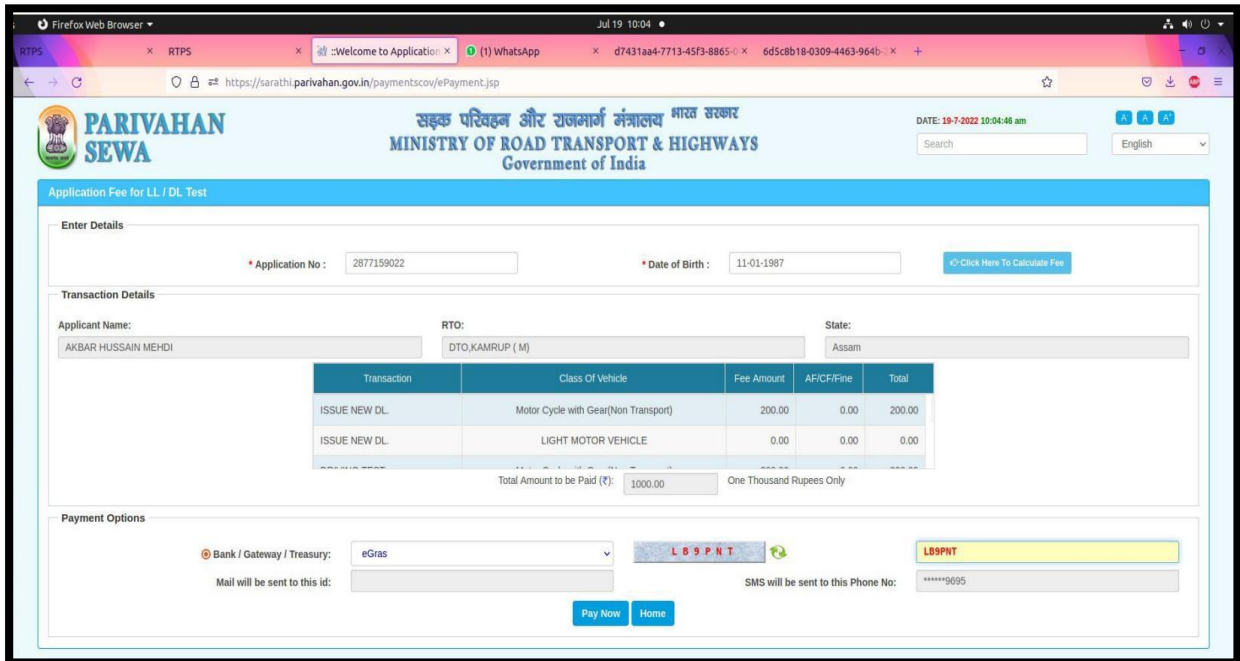 Firefox Web Browser
Jul 19 10:04
RTPS
RTPS
::Welcome to Application
(1) WhatsApp
d7431aa4-7713-45f3-8865-
6d5c8b18-0309-4463-964b-
https://sarathi.parivahan.gov.in/paymentscov/ePayment.jsp
PARIVAHAN
SEWA
सड़क परिवहन और राजमार्ग मंत्रालय भारत सरकार
MINISTRY OF ROAD TRANSPORT & HIGHWAYS
Government of India
DATE: 19-7-2022 10:04:46 am
A- A A+
Search
English
Application Fee for LL / DL Test
Enter Details
* Application No : 2877159022 * Date of Birth : 11-01-1987 Click Here To Calculate Fee
Transaction Details
Applicant Name: RTO: State:
AKBAR HUSSAIN MEHDI DTO,KAMRUP ( M) Assam
Transaction Class Of Vehicle Fee Amount AF/CF/Fine Total
ISSUE NEW DL. Motor Cycle with Gear(Non Transport) 200.00 0.00 200.00
ISSUE NEW DL. LIGHT MOTOR VEHICLE 0.00 0.00 0.00
Total Amount to be Paid (₹): 1000.00 One Thousand Rupees Only
Payment Options
Bank / Gateway / Treasury: eGras LB9PNT LB9PNT
Mail will be sent to this id: SMS will be sent to this Phone No: ******9695
Pay Now Home